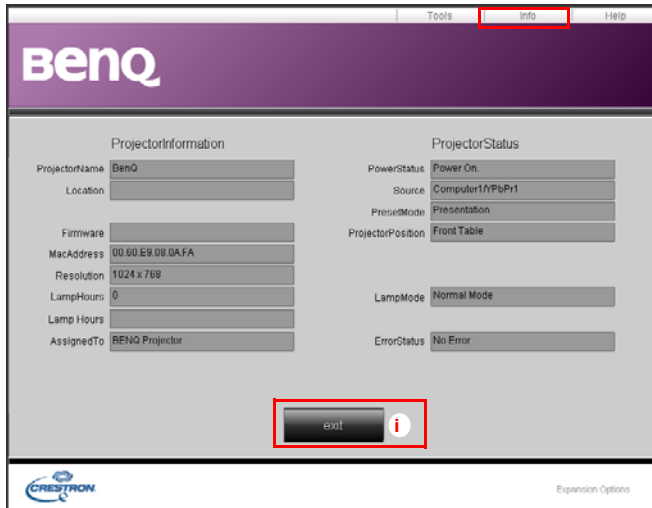 Tools Info Help
BenQ
ProjectorInformation
ProjectorName BenQ
Location
Firmware
MacAddress 00.60.E9.08.0A.FA
Resolution 1024 x 768
LampHours 0
Lamp Hours
AssignedTo BENQ Projector
ProjectorStatus
PowerStatus Power On.
Source Computer1/YPbPr1
PresetMode Presentation
ProjectorPosition Front Table
LampMode Normal Mode
ErrorStatus No Error
exit i
CRESTRON
Expansion Options